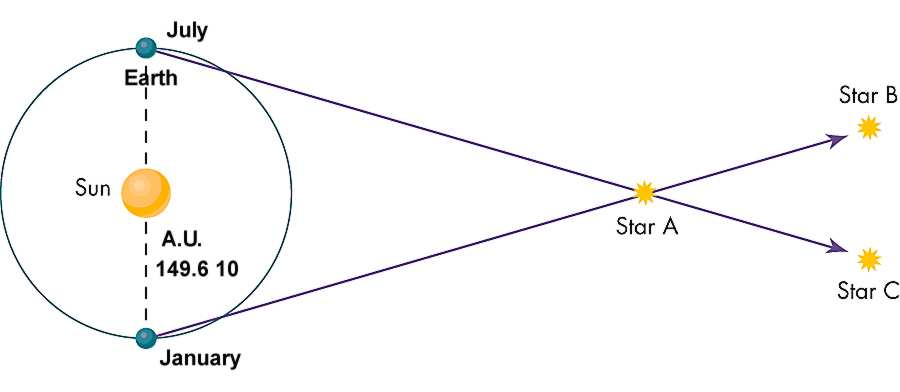 July
Earth
Star B
Sun
Star A
A.U.
149.6 10
Star C
January